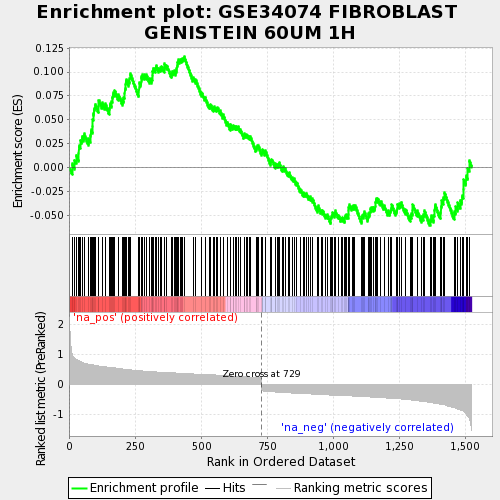 Enrichment plot: GSE34074 FIBROBLAST
GENISTEIN 60UM 1H
Enrichment score (ES)
0.125
0.100
0.075
0.050
0.025
0.000
-0.025
-0.050
Ranked list metric (PreRanked)
'na_pos' (positively correlated)
2
1
0
-1
Zero cross at 729
'na_neg' (negatively correlated)
0
250
500
750
1,000
1,250
1,500
Rank in Ordered Dataset
Enrichment profile
Hits
Ranking metric scores